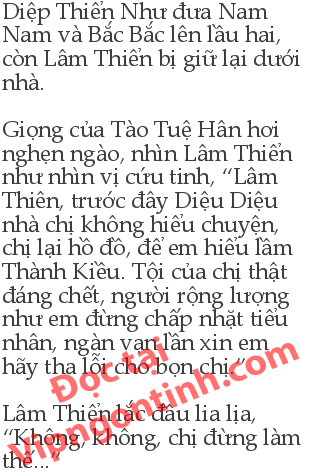 Diệp Thiển Như đưa Nam
Nam và Bắc Bắc lên lầu hai,
còn Lâm Thiển bị giữ lại dưới
nhà.
Giọng của Tào Tuệ Hân hơi
nghẹn ngào, nhìn Lâm Thiển
như nhìn vị cứu tinh, “Lâm
Thiên, trước đây Diệu Diệu
nhà chị không hiểu chuyện,
chị lại hồ đồ, để em hiểu lầm
Thành Kiều. Tội của chị thật
đáng chết, người rộng lượng
như em đừng chấp nhặt tiểu
nhân, ngàn vạn lần xin em
hãy tha lỗi cho bọn chị.”
Lâm Thiển lắc đầu lia lịa,
“Không, không, chị đừng làm
thế...”
Đọc tại
Vipngontinh.com